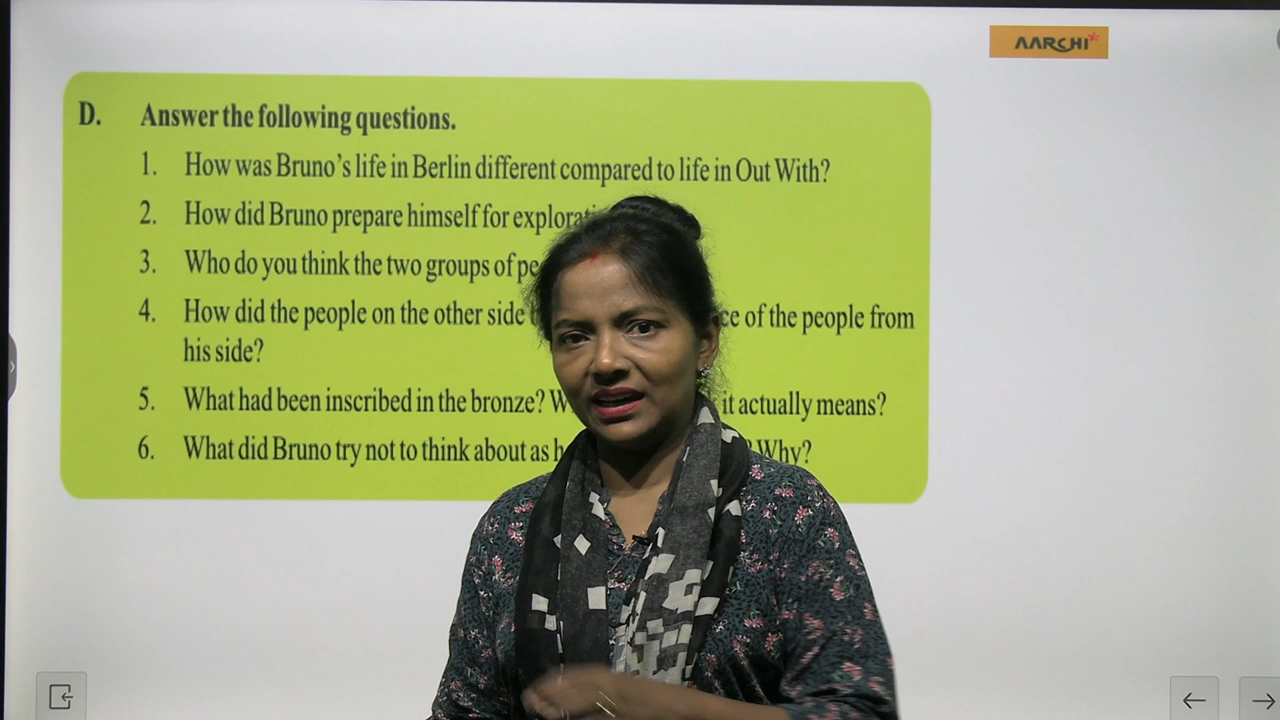 AARCHI*
D. Answer the following questions.
1. How was Bruno's life in Berlin different compared to life in Out With?
2. How did Bruno prepare himself for
3. Who do you think the two groups of
4. How did the people on the other side of the people from
his side?
5. What had been inscribed in the bronze? it actually means?
6. What did Bruno try not to think about as Why?